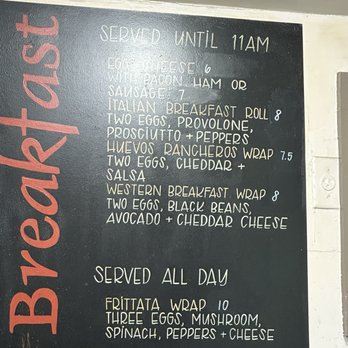 Breakfast
SERVED UNTIL 11AM
EGG + CHEESE 6
WITH BACON, HAM OR
SAUSAGE 7
ITALIAN BREAKFAST ROLL 8
TWO EGGS, PROVOLONE,
PROSCIUTTO + PEPPERS
HUEVOS RANCHEROS WRAP 7.5
TWO EGGS, CHEDDAR +
SALSA
WESTERN BREAKFAST WRAP 8
TWO EGGS, BLACK BEANS,
AVOCADO + CHEDDAR CHEESE
SERVED ALL DAY
FRITTATA WRAP 10
THREE EGGS, MUSHROOM,
SPINACH, PEPPERS + CHEESE